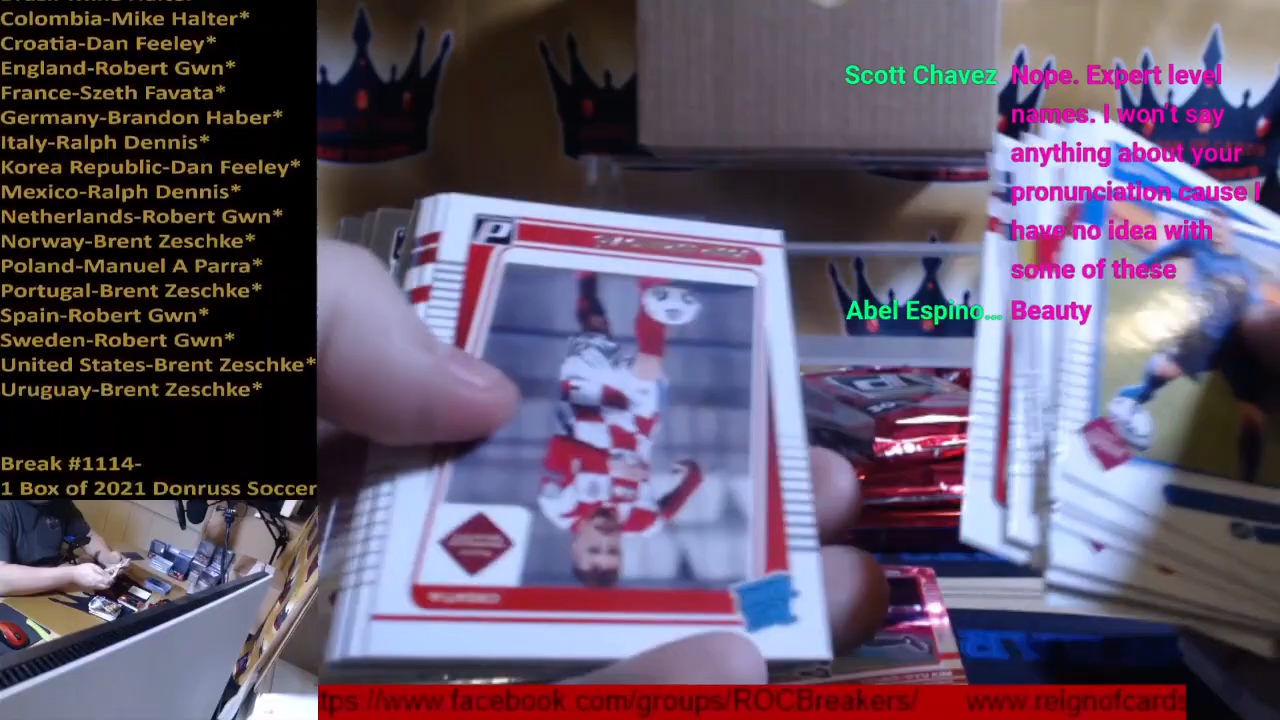 Colombia-Mike Halter*
Croatia-Dan Feeley*
England-Robert Gwn*
France-Szeth Favata*
Germany-Brandon Haber*
Italy-Ralph Dennis*
Korea Republic-Dan Feeley*
Mexico-Ralph Dennis*
Netherlands-Robert Gwn*
Norway-Brent Zeschke*
Poland-Manuel A Parra*
Portugal-Brent Zeschke*
Spain-Robert Gwn*
Sweden-Robert Gwn*
United States-Brent Zeschke*
Uruguay-Brent Zeschke*
Break #1114-
1 Box of 2021 Donruss Soccer
Scott Chavez Nope. Expert level
names. I won't say
anything about your
pronunciation cause I
have no idea with
some of these
Abel Espino... Beauty
CROATIA
tps://www.facebook.com/groups/ROCBreakers/ www.reignofcards